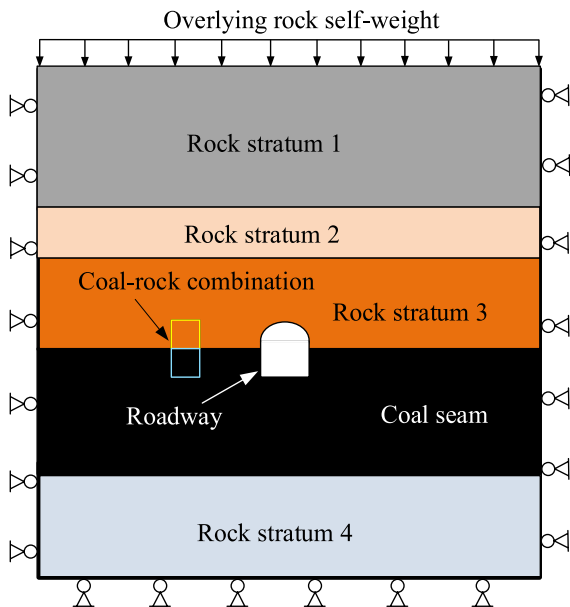 Overlying rock self-weight
Rock stratum 1
Rock stratum 2
Coal-rock combination
Rock stratum 3
Roadway
Coal seam
Rock stratum 4